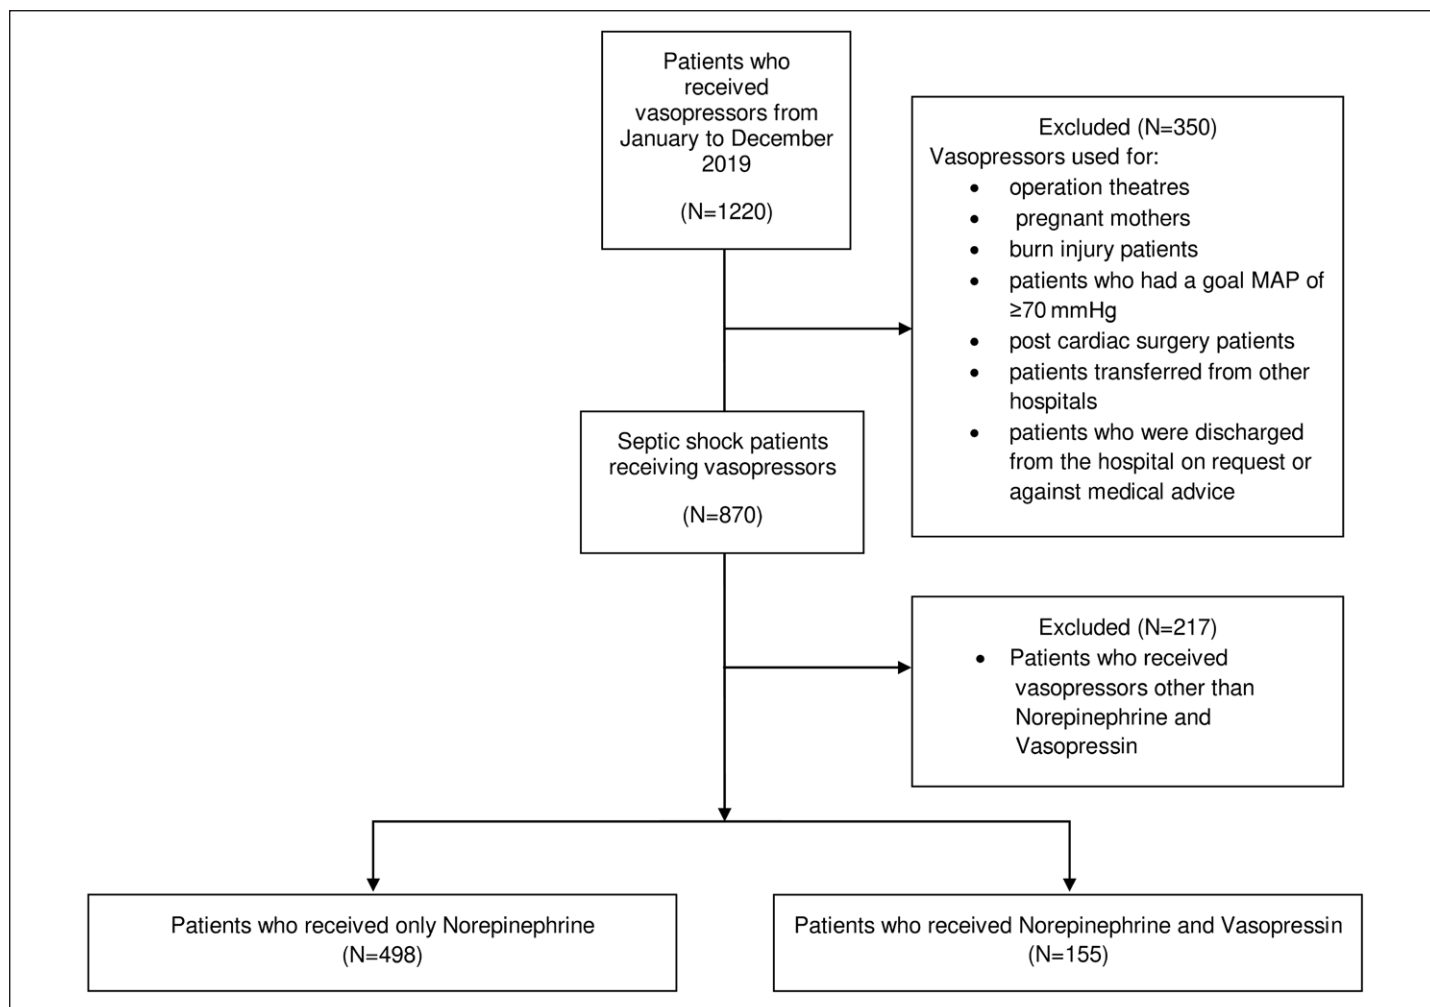 Patients who
received
vasopressors from
January to December
2019
(N=1220)
Excluded (N=350)
Vasopressors used for:
• operation theatres
• pregnant mothers
• burn injury patients
• patients who had a goal MAP of
≥70 mmHg
• post cardiac surgery patients
• patients transferred from other
hospitals
• patients who were discharged
from the hospital on request or
against medical advice
Septic shock patients
receiving vasopressors
(N=870)
Excluded (N=217)
• Patients who received
vasopressors other than
Norepinephrine and
Vasopressin
Patients who received only Norepinephrine
(N=498)
Patients who received Norepinephrine and Vasopressin
(N=155)